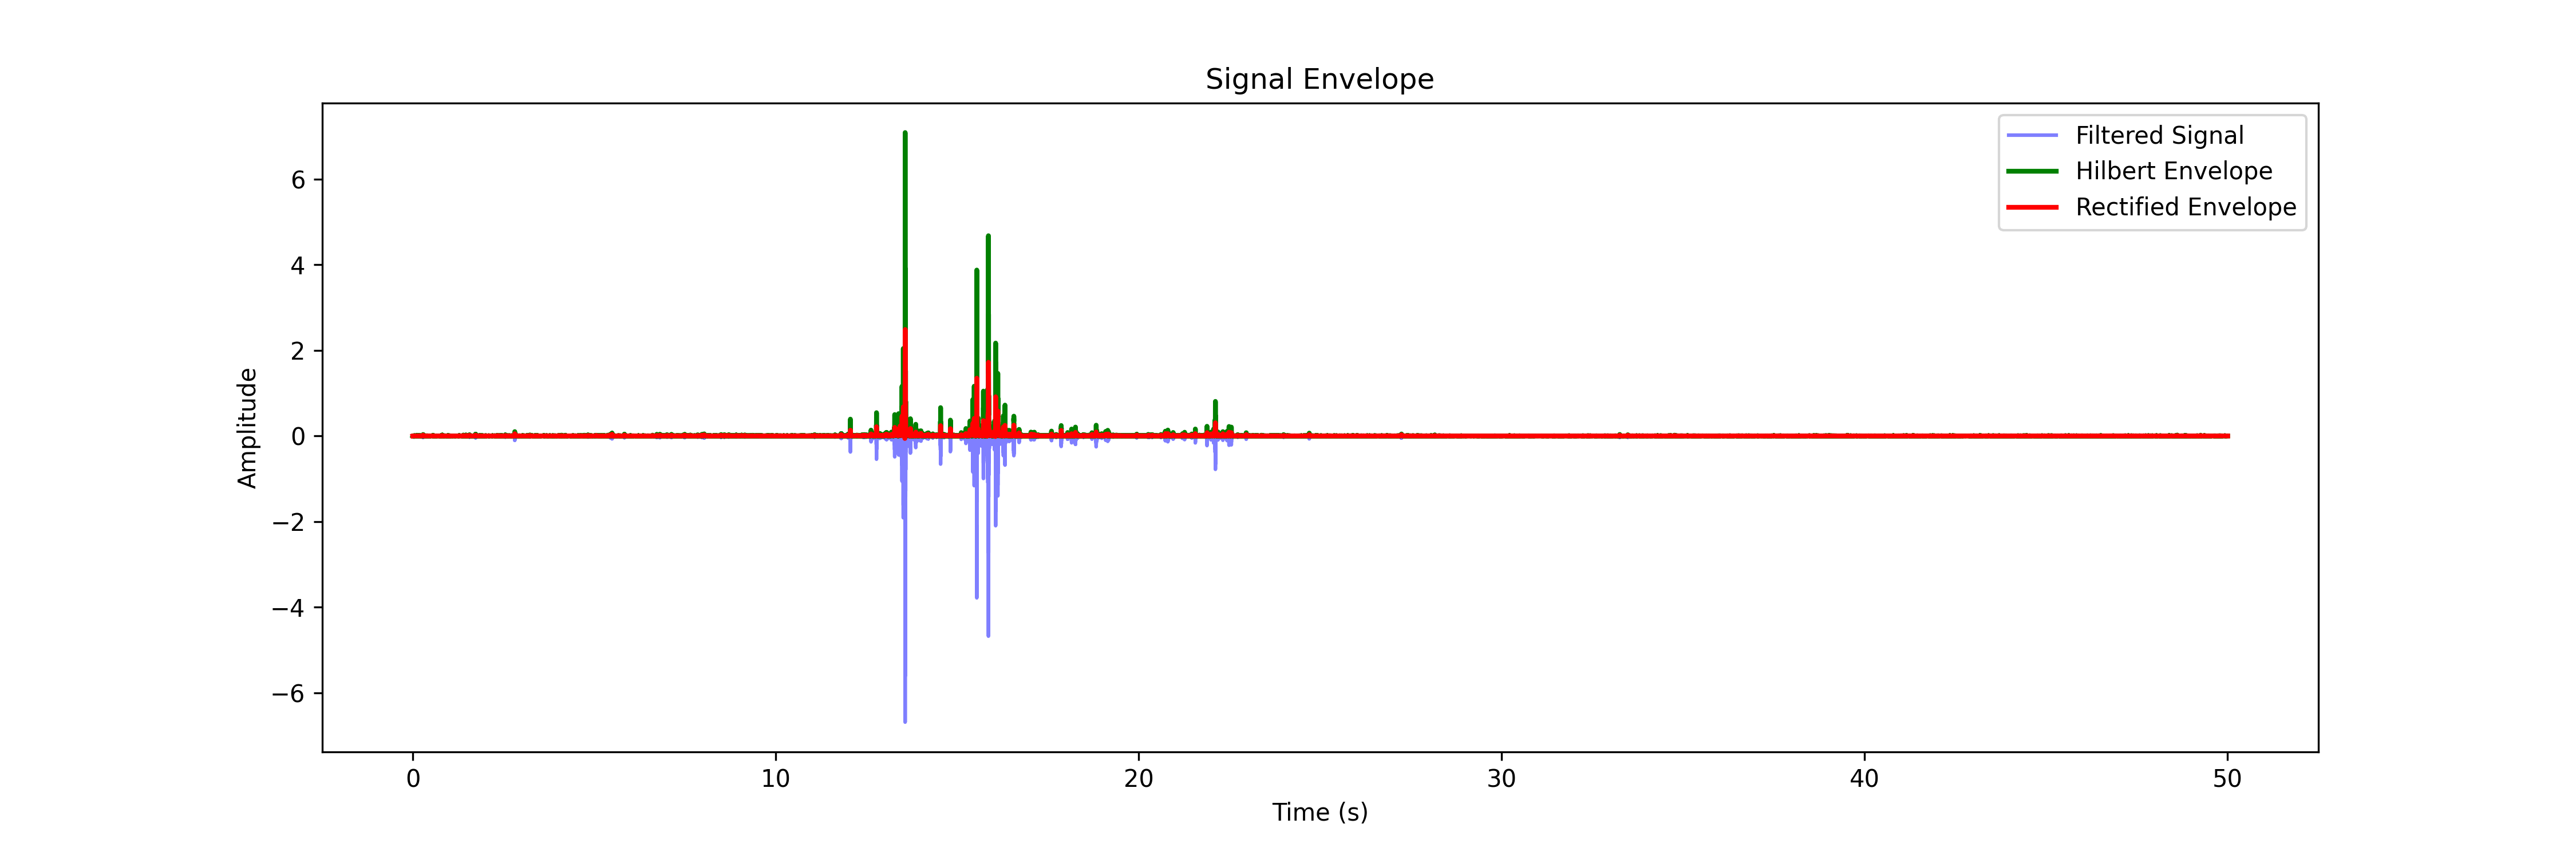 Signal Envelope
Filtered Signal
Hilbert Envelope
Rectified Envelope
Amplitude
6
4
2
0
−2
−4
−6
0 10 20 30 40 50
Time (s)